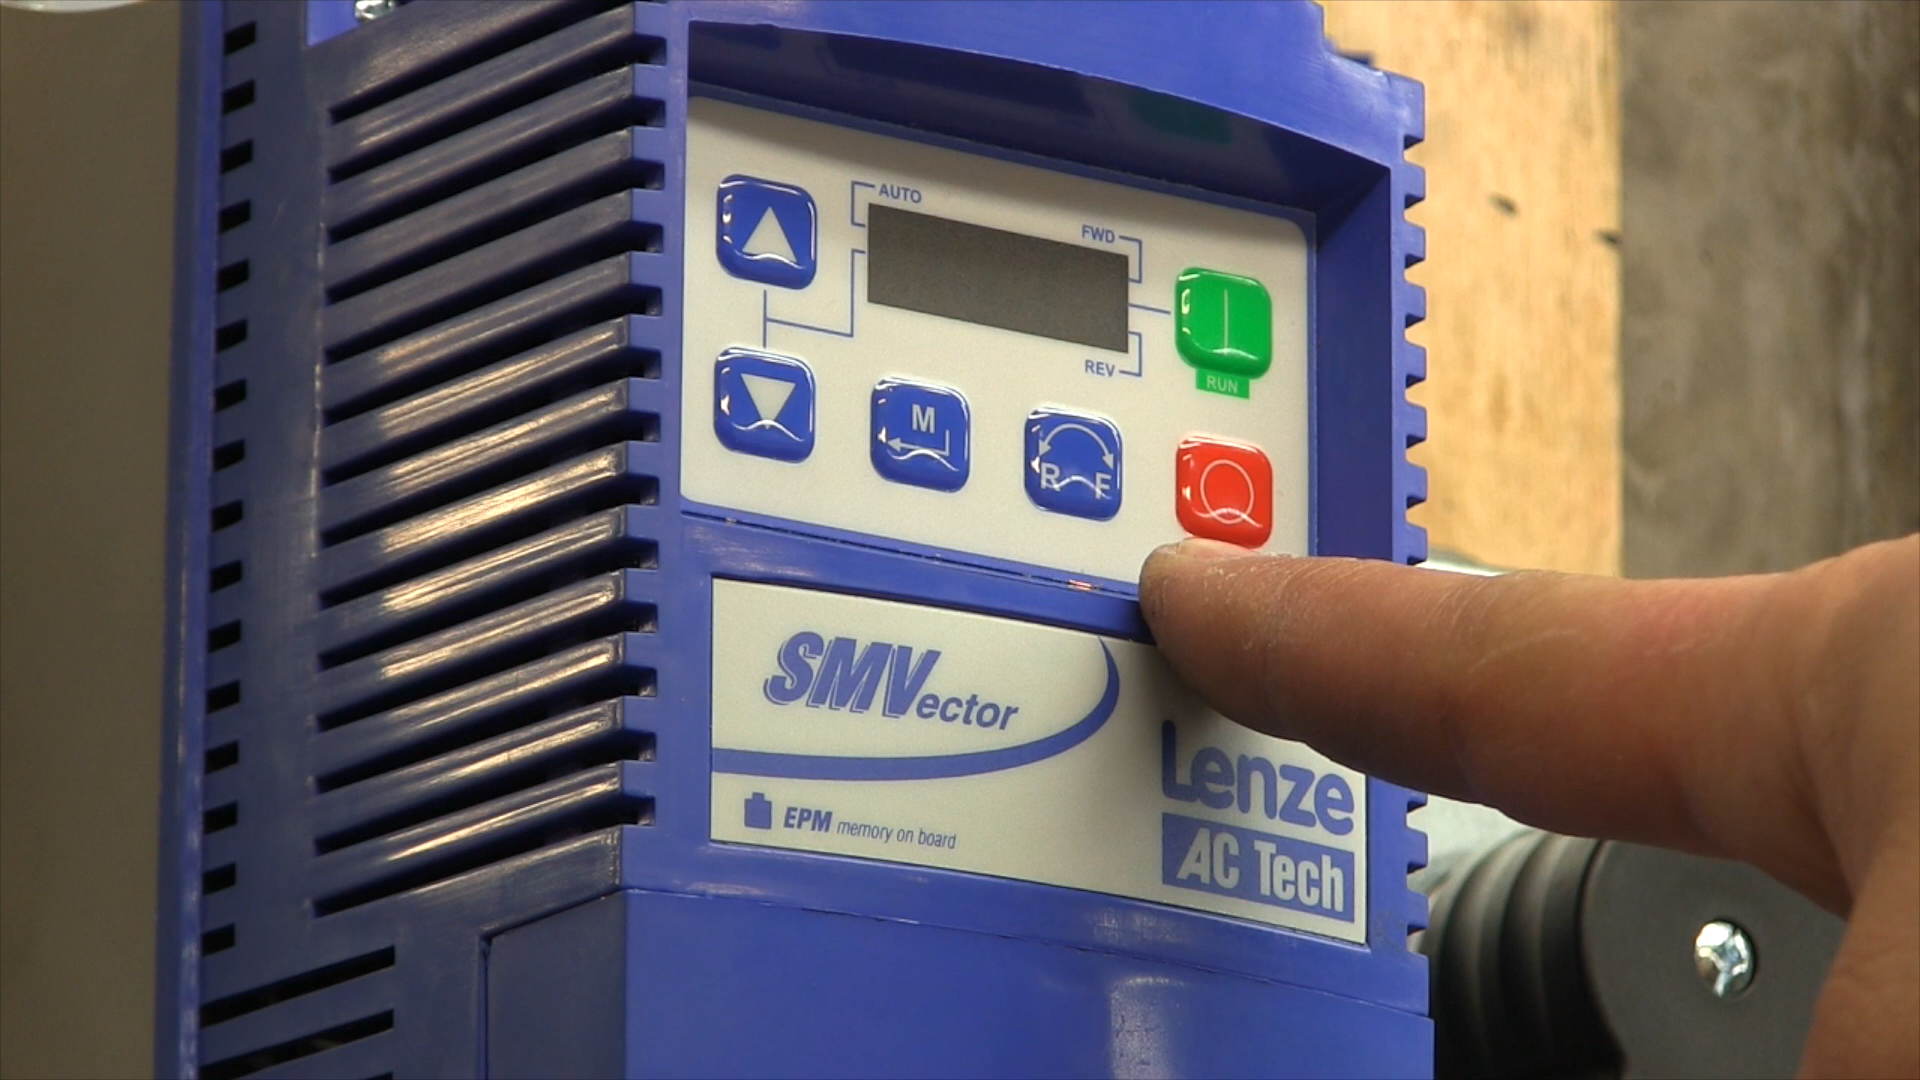 AUTO
FWD
REV
RUN
M
R F
SMVector
EPM memory on board
Lenze
AC Tech